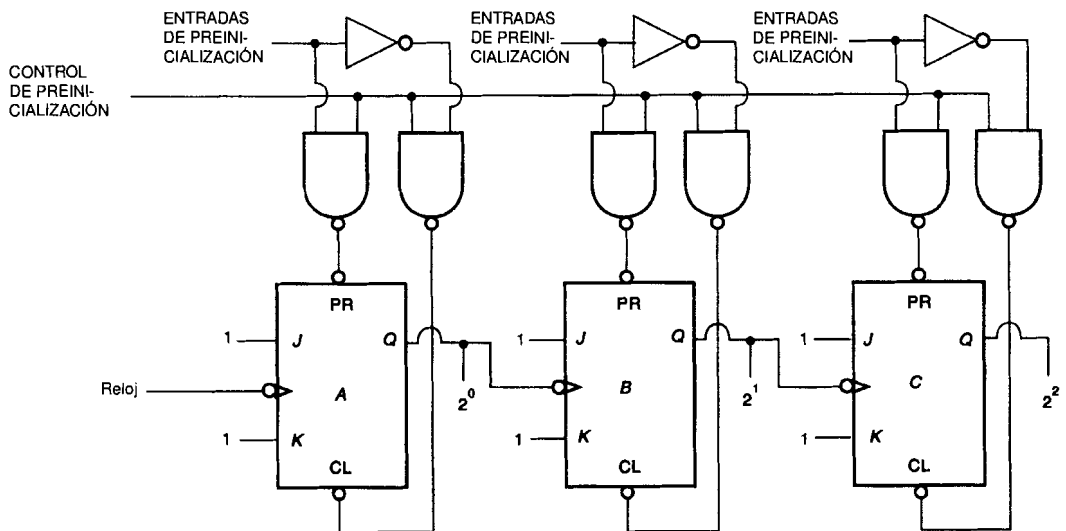 ENTRADAS
DE PREINI-
CIALIZACIÓN
ENTRADAS
DE PREINI-
CIALIZACIÓN
ENTRADAS
DE PREINI-
CIALIZACIÓN
CONTROL
DE PREINI-
CIALIZACIÓN
PR
PR
PR
1
J
Q
1
J
Q
1
J
Q
Reloj
A
2⁰
B
2¹
C
2²
1
K
1
K
1
K
CL
CL
CL